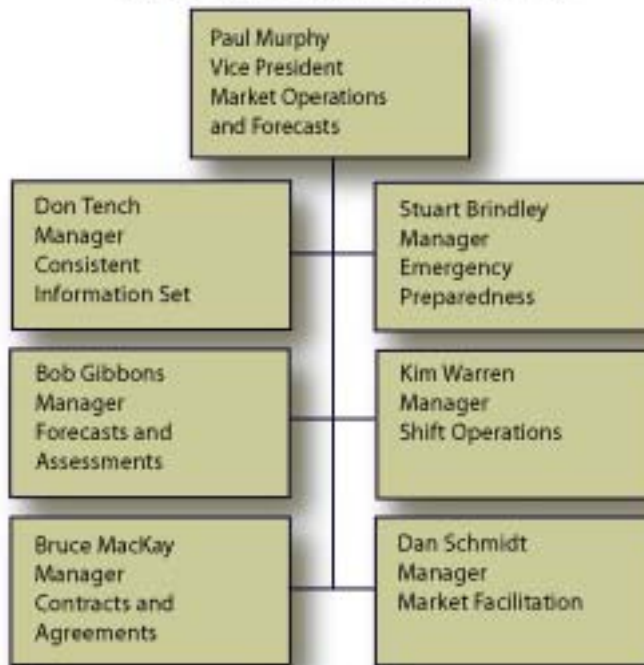 Paul Murphy
Vice President
Market Operations
and Forecasts
Don Tench
Manager
Consistent
Information Set
Stuart Brindley
Manager
Emergency
Preparedness
Bob Gibbons
Manager
Forecasts and
Assessments
Kim Warren
Manager
Shift Operations
Bruce MacKay
Manager
Contracts and
Agreements
Dan Schmidt
Manager
Market Facilitation